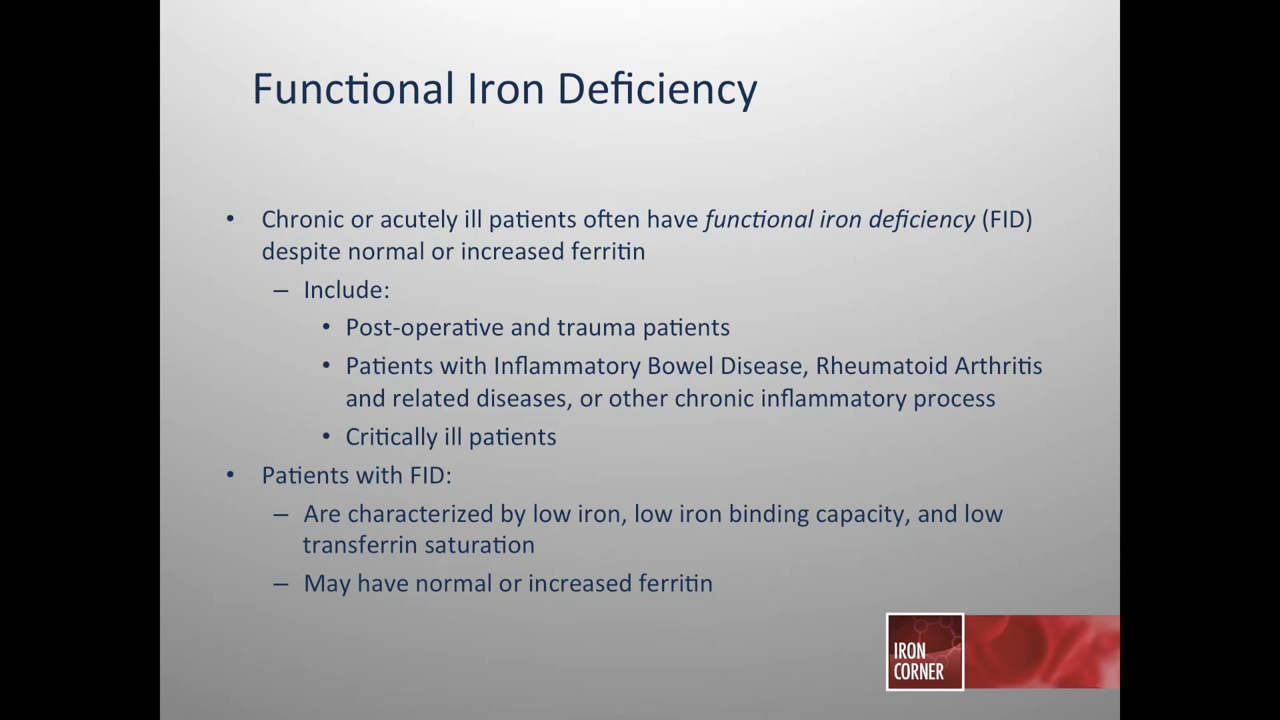 Functional Iron Deficiency
• Chronic or acutely ill patients often have functional iron deficiency (FID)
despite normal or increased ferritin
– Include:
• Post-operative and trauma patients
• Patients with Inflammatory Bowel Disease, Rheumatoid Arthritis
and related diseases, or other chronic inflammatory process
• Critically ill patients
• Patients with FID:
– Are characterized by low iron, low iron binding capacity, and low
transferrin saturation
– May have normal or increased ferritin
IRON
CORNER